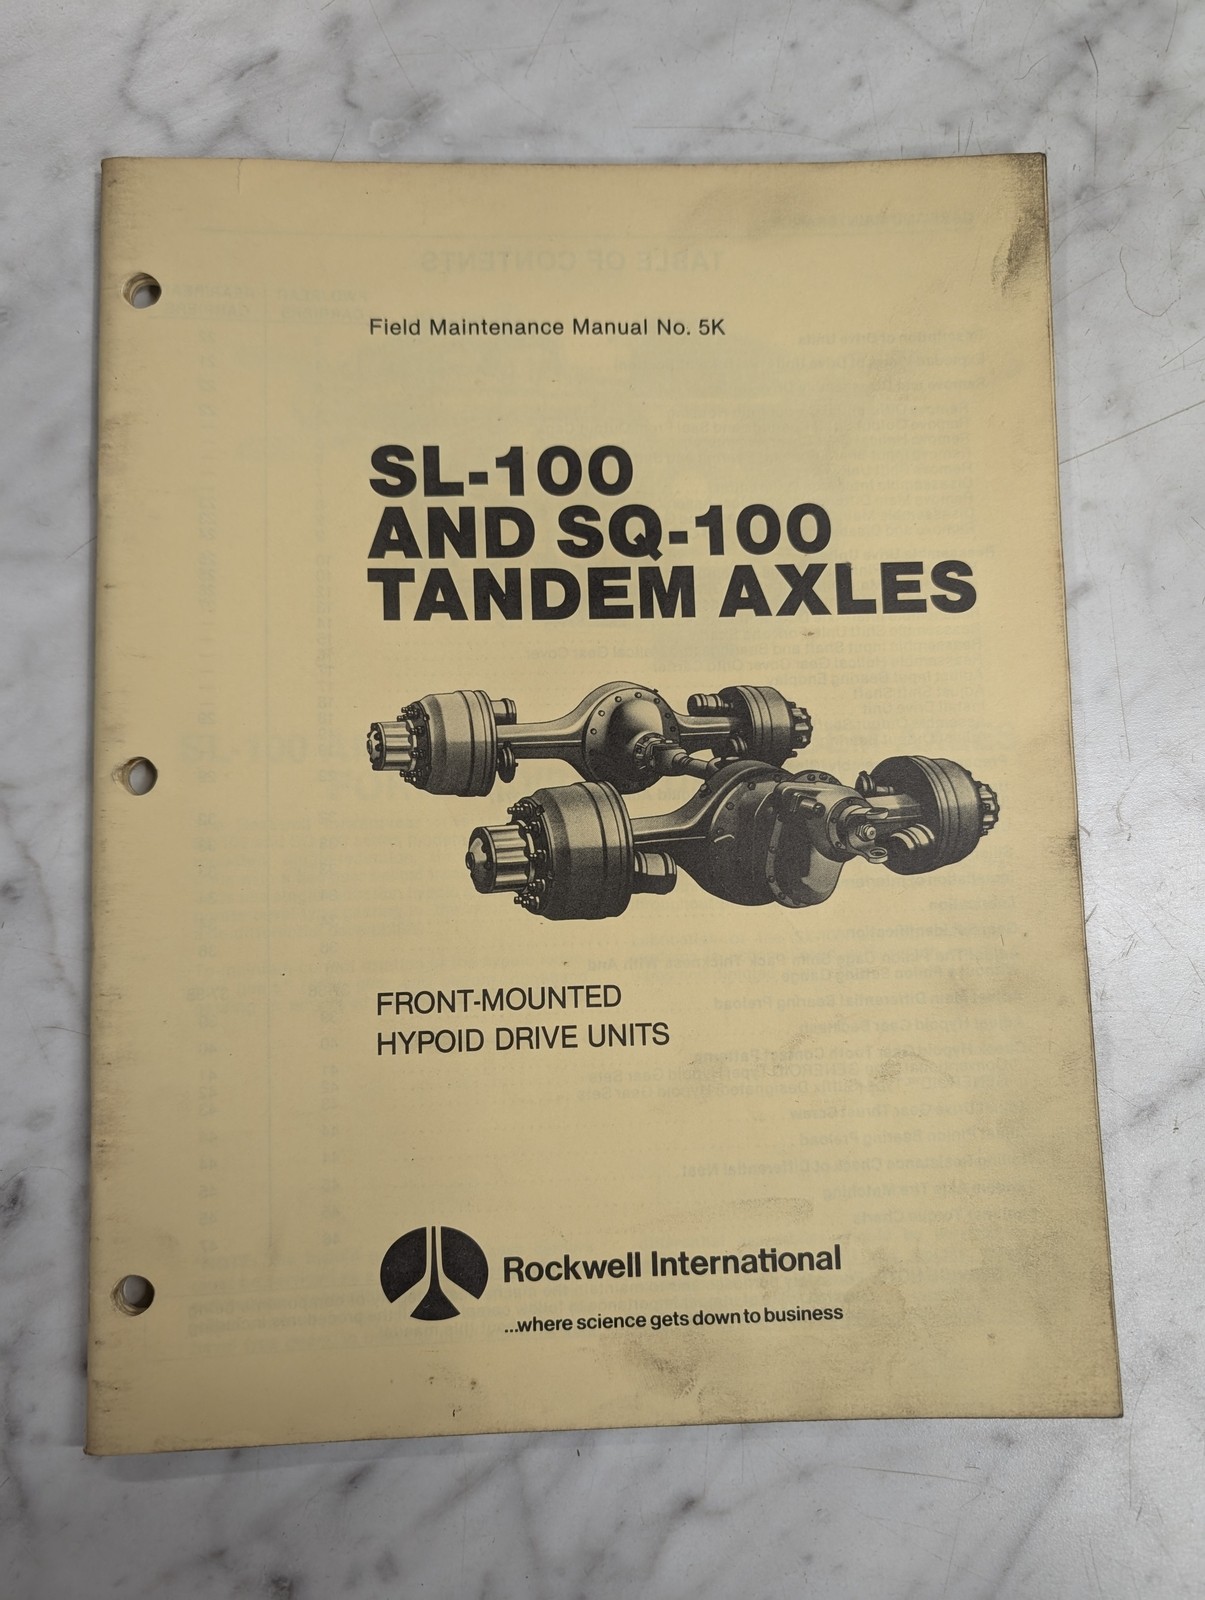 Field Maintenance Manual No. 5K
SL-100
AND SQ-100
TANDEM AXLES
FRONT-MOUNTED
HYPOID DRIVE UNITS
Rockwell International
...where science gets down to business